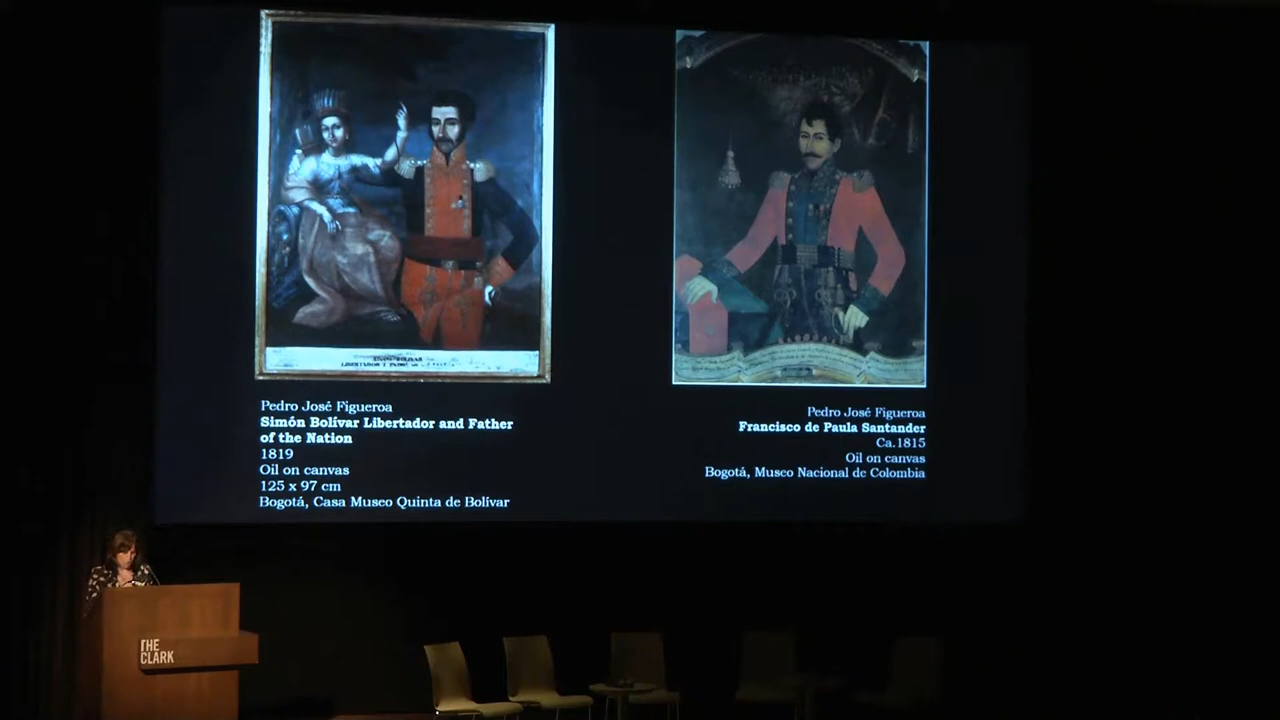 LIBERTADOR
Pedro José Figueroa
Simón Bolívar Libertador and Father
of the Nation
1819
Oil on canvas
125 x 97 cm
Bogotá, Casa Museo Quinta de Bolívar
Pedro José Figueroa
Francisco de Paula Santander
Ca.1815
Oil on canvas
Bogotá, Museo Nacional de Colombia
THE
CLARK